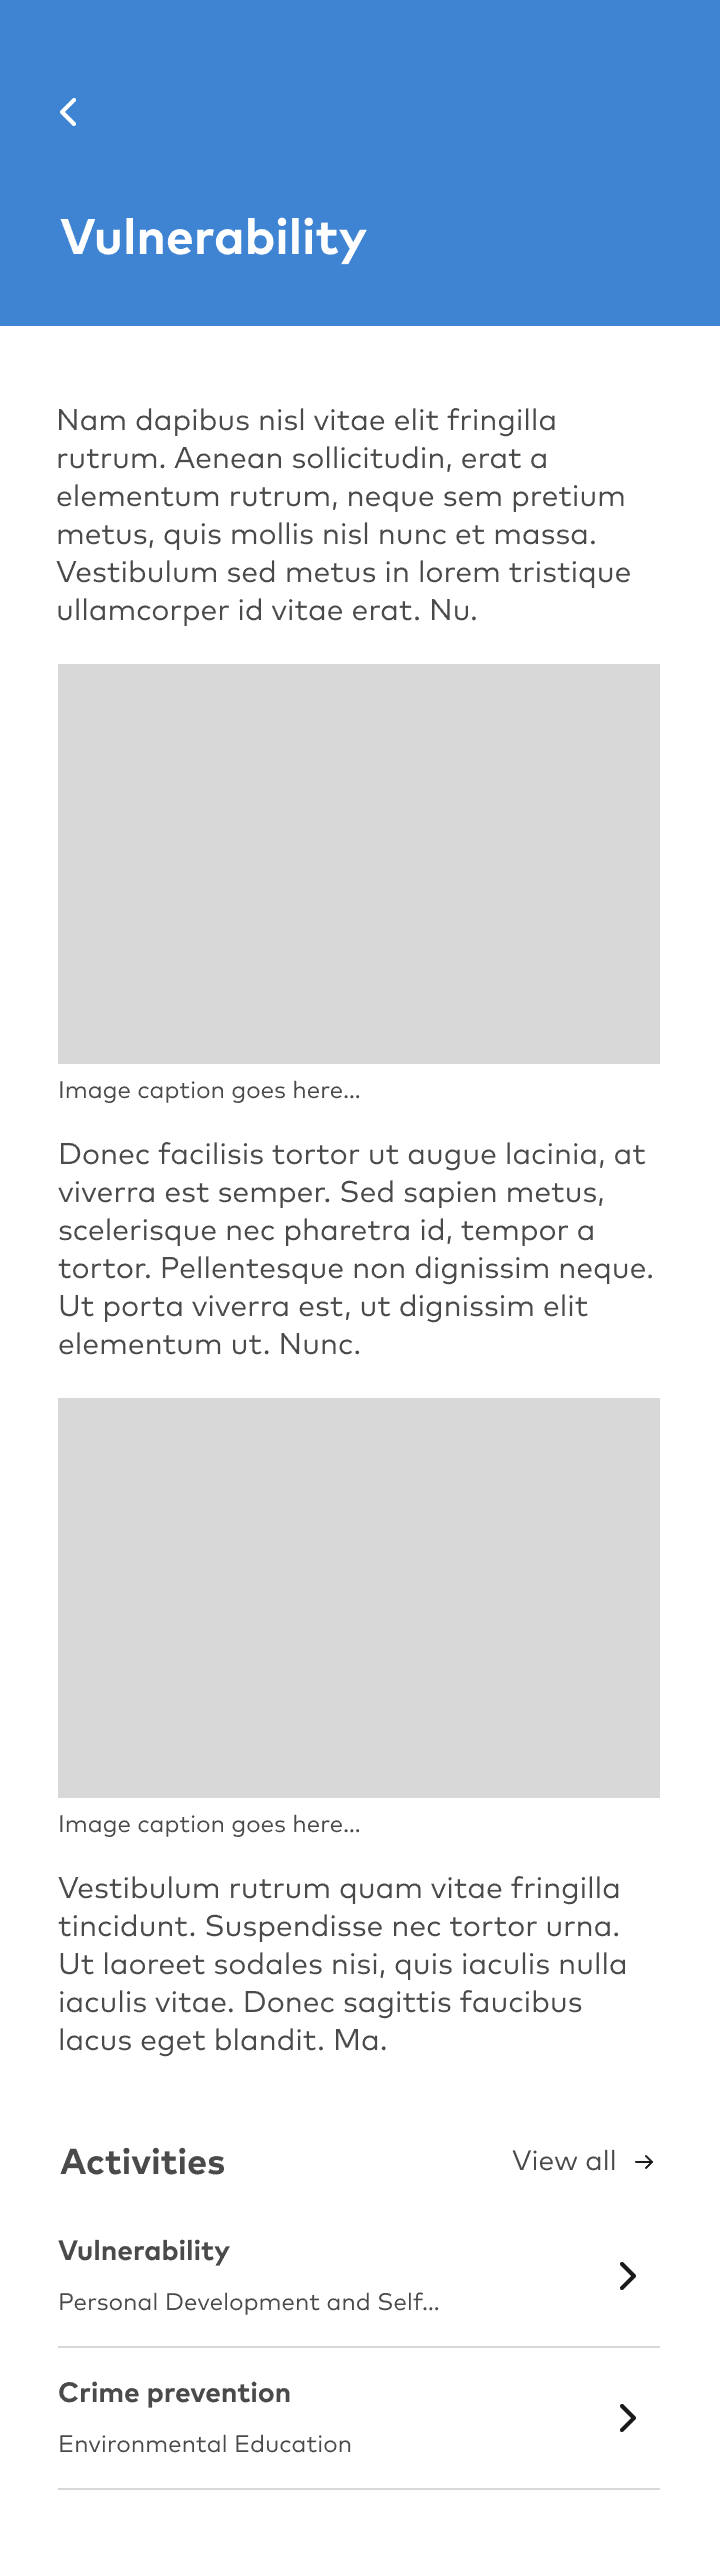 Vulnerability
Nam dapibus nisl vitae elit fringilla
rutrum. Aenean sollicitudin, erat a
elementum rutrum, neque sem pretium
metus, quis mollis nisl nunc et massa.
Vestibulum sed metus in lorem tristique
ullamcorper id vitae erat. Nu.
Image caption goes here...
Donec facilisis tortor ut augue lacinia, at
viverra est semper. Sed sapien metus,
scelerisque nec pharetra id, tempor a
tortor. Pellentesque non dignissim neque.
Ut porta viverra est, ut dignissim elit
elementum ut. Nunc.
Image caption goes here...
Vestibulum rutrum quam vitae fringilla
tincidunt. Suspendisse nec tortor urna.
Ut laoreet sodales nisi, quis iaculis nulla
iaculis vitae. Donec sagittis faucibus
lacus eget blandit. Ma.
Activities View all →
Vulnerability
Personal Development and Self...
Crime prevention
Environmental Education